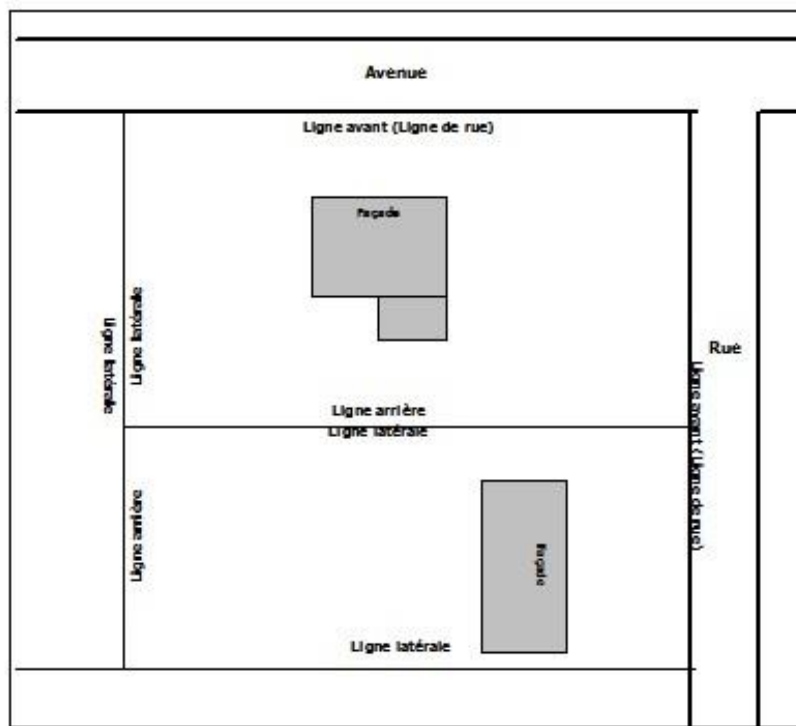 Avenue
Ligne avant (Ligne de rue)
Façade
Ligne latérale
Ligne latérale
Rue
Ligne arrière
Ligne latérale
Ligne avant (Ligne de rue)
Ligne arrière
Façade
Ligne latérale